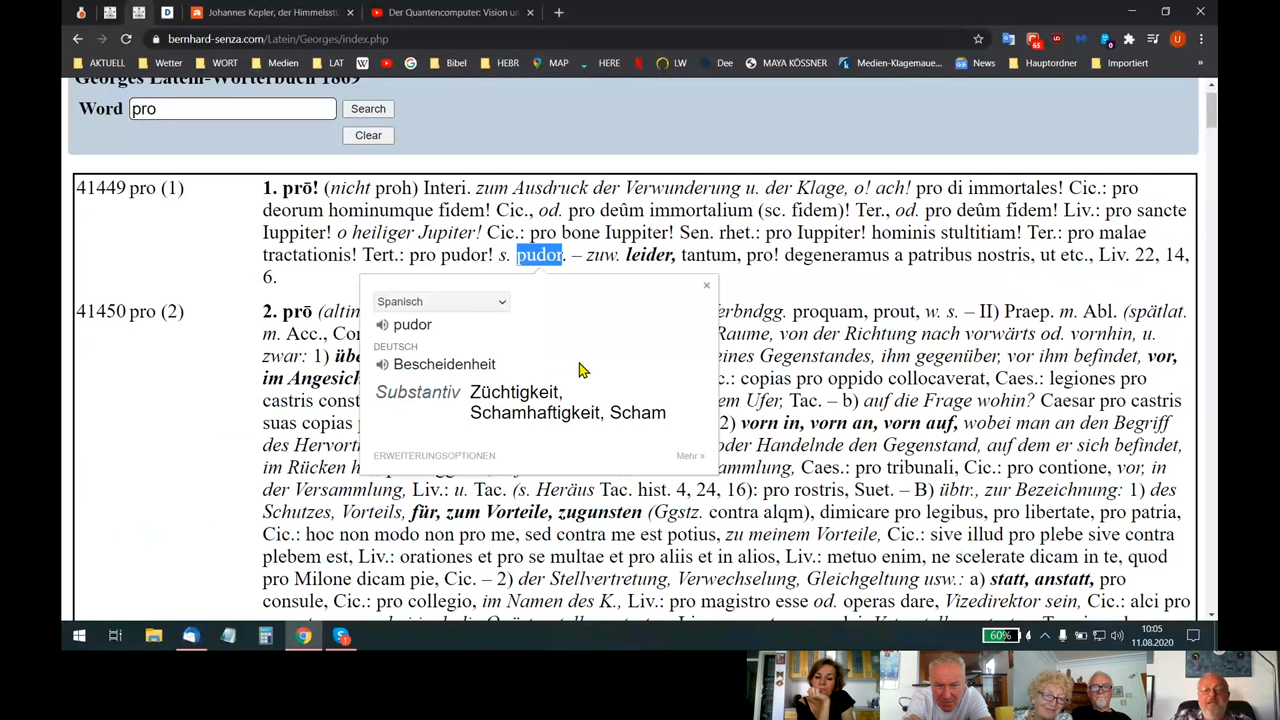 Johannes Kepler, der Himmelsstü
Der Quantencomputer: Vision un
bernhard-senza.com/Latein/Georges/index.php
65
0
U
AKTUELL Wetter WORT Medien LAT Bibel HEBR MAP HERE LW Dee MAYA KÖSSNER Medien-Klagemaue... News Hauptordner Importiert »
Georges Latein-Wörterbuch 1869
Word pro Search
Clear
41449 pro (1) 1. prō! (nicht proh) Interi. zum Ausdruck der Verwunderung u. der Klage, o! ach! pro di immortales! Cic.: pro
deorum hominumque fidem! Cic., od. pro deûm immortalium (sc. fidem)! Ter., od. pro deûm fidem! Liv.: pro sancte
Iuppiter! o heiliger Jupiter! Cic.: pro bone Iuppiter! Sen. rhet.: pro Iuppiter! hominis stultitiam! Ter.: pro malae
tractationis! Tert.: pro pudor! s. pudor. – zuw. leider, tantum, pro! degeneramus a patribus nostris, ut etc., Liv. 22, 14,
6.
41450 pro (2) 2. prō (altin erbndgg. proquam, prout, w. s. – II) Praep. m. Abl. (spätlat.
m. Acc., Con Raume, von der Richtung nach vorwärts od. vornhin, u.
zwar: 1) übe eines Gegenstandes, ihm gegenüber, vor ihm befindet, vor,
im Angesich c.: copias pro oppido collocaverat, Caes.: legiones pro
castris const em Ufer, Tac. – b) auf die Frage wohin? Caesar pro castris
suas copias p 2) vorn in, vorn an, vorn auf, wobei man an den Begriff
des Hervort oder Handelnde den Gegenstand, auf dem er sich befindet,
im Rücken h ammlung, Caes.: pro tribunali, Cic.: pro contione, vor, in
der Versammlung, Liv.: u. Tac. (s. Heräus Tac. hist. 4, 24, 16): pro rostris, Suet. – B) übtr., zur Bezeichnung: 1) des
Schutzes, Vorteils, für, zum Vorteile, zugunsten (Ggstz. contra alqm), dimicare pro legibus, pro libertate, pro patria,
Cic.: hoc non modo non pro me, sed contra me est potius, zu meinem Vorteile, Cic.: sive illud pro plebe sive contra
plebem est, Liv.: orationes et pro se multae et pro aliis et in alios, Liv.: metuo enim, ne scelerate dicam in te, quod
pro Milone dicam pie, Cic. – 2) der Stellvertretung, Verwechselung, Gleichgeltung usw.: a) statt, anstatt, pro
consule, Cic.: pro collegio, im Namen des K., Liv.: pro magistro esse od. operas dare, Vizedirektor sein, Cic.: alci pro
Spanisch
pudor
DEUTSCH
Bescheidenheit
Substantiv Züchtigkeit,
Schamhaftigkeit, Scham
ERWEITERUNGSOPTIONEN Mehr »
60%
10:05
11.08.2020